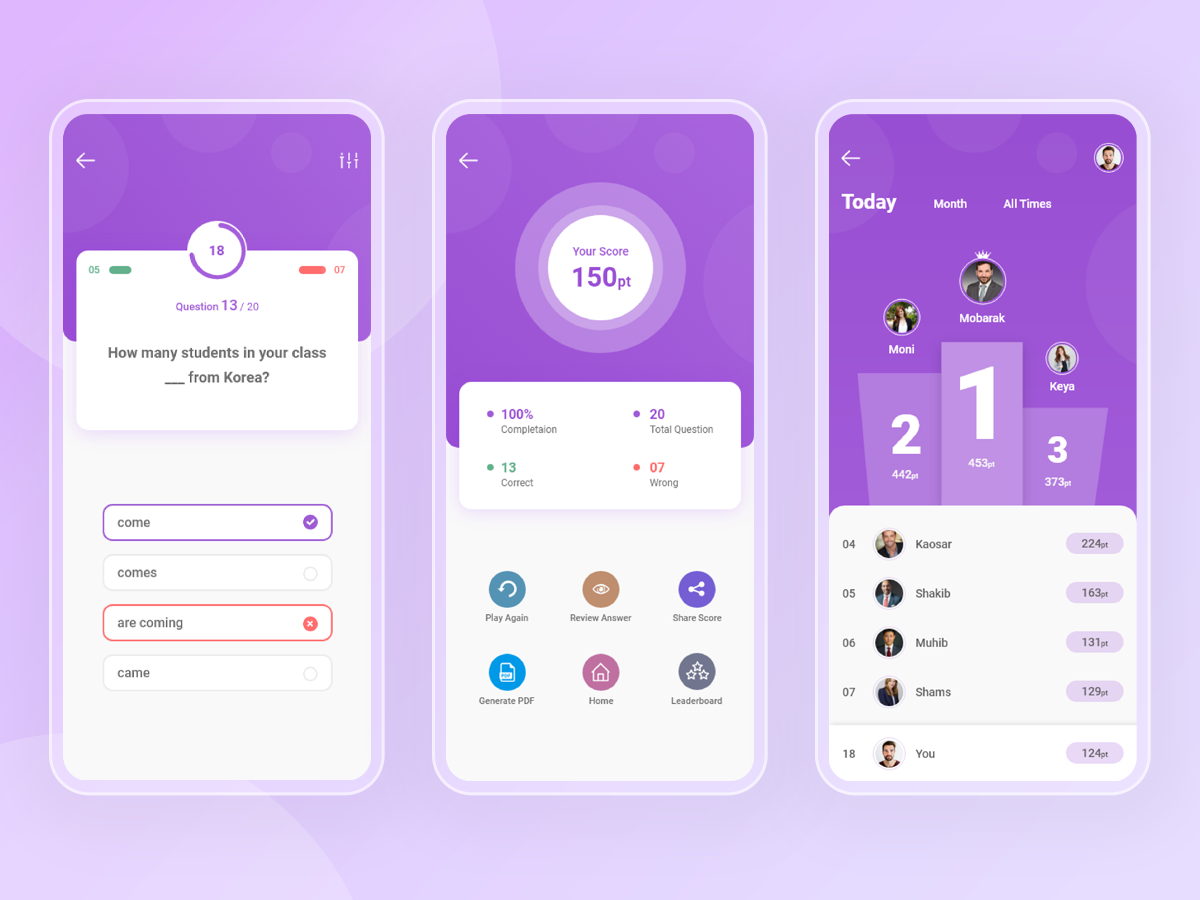 18
05
07
Question 13 / 20
How many students in your class
___ from Korea?
come
comes
are coming
came
Your Score
150pt
100%
Completaion
20
Total Question
13
Correct
07
Wrong
Play Again
Review Answer
Share Score
PDF
Generate PDF
Home
Leaderboard
Today Month All Times
Mobarak
Moni
Keya
1
453pt
2
442pt
3
373pt
04 Kaosar 224pt
05 Shakib 163pt
06 Muhib 131pt
07 Shams 129pt
18 You 124pt